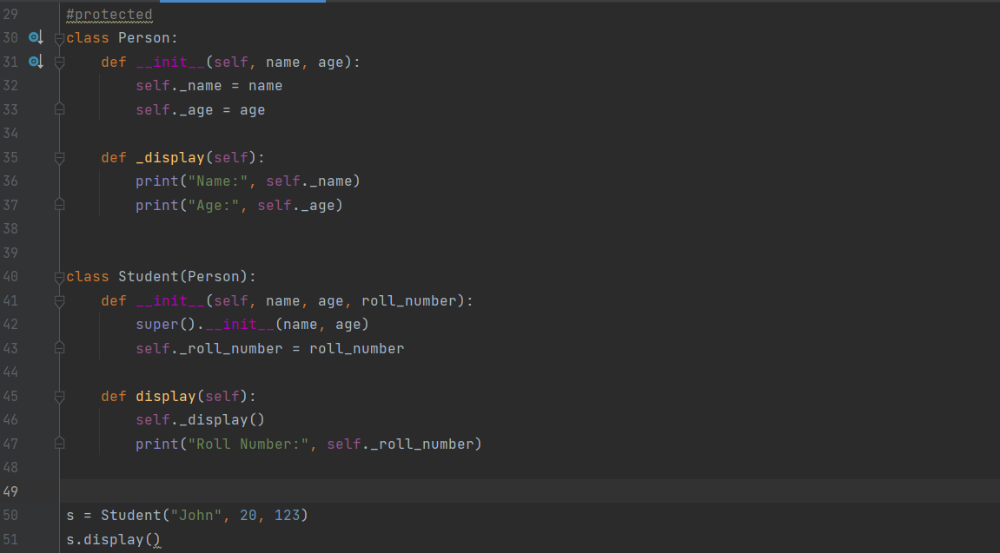 29 #protected
30 class Person:
31     def __init__(self, name, age):
32         self._name = name
33         self._age = age
34
35     def _display(self):
36         print("Name:", self._name)
37         print("Age:", self._age)
38
39
40 class Student(Person):
41     def __init__(self, name, age, roll_number):
42         super().__init__(name, age)
43         self._roll_number = roll_number
44
45     def display(self):
46         self._display()
47         print("Roll Number:", self._roll_number)
48
49
50 s = Student("John", 20, 123)
51 s.display()